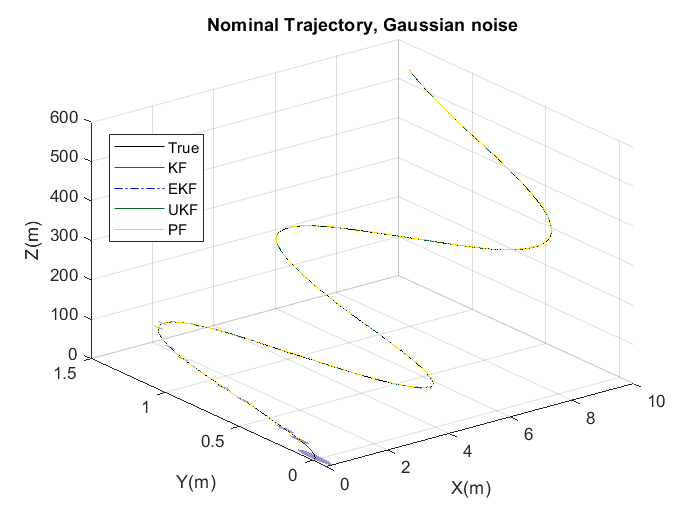 Nominal Trajectory, Gaussian noise
600
500
400
300
200
100
0
Z(m)
True
KF
EKF
UKF
PF
1.5
1
0.5
0
Y(m)
0
2
4
6
8
10
X(m)